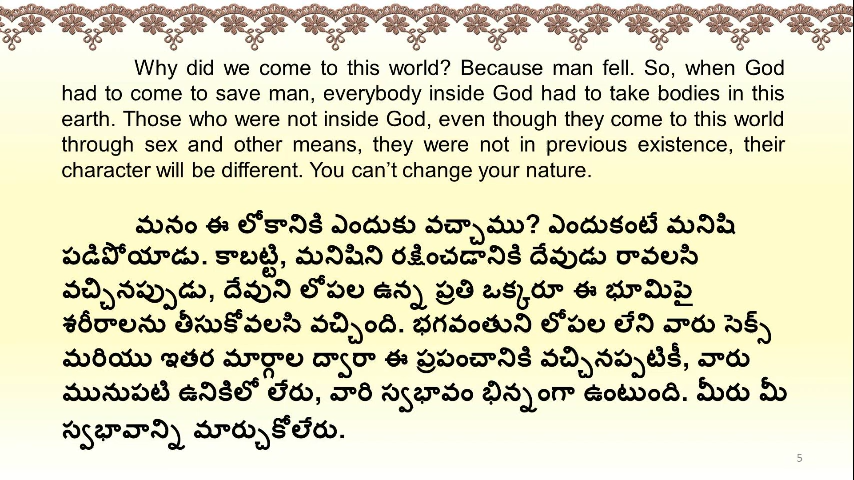 Why did we come to this world? Because man fell. So, when God
had to come to save man, everybody inside God had to take bodies in this
earth. Those who were not inside God, even though they come to this world
through sex and other means, they were not in previous existence, their
character will be different. You can't change your nature.
మనం ఈ లోకానికి ఎందుకు వచ్చాము? ఎందుకంటే మనిషి
పడిపోయాడు. కాబట్టి, మనిషిని రక్షించడానికి దేవుడు రావలసి
వచ్చినప్పుడు, దేవుని లోపల ఉన్న ప్రతి ఒక్కరూ ఈ భూమిపై
శరీరాలను తీసుకోవలసి వచ్చింది. భగవంతుని లోపల లేని వారు సెక్స్
మరియు ఇతర మార్గాల ద్వారా ఈ ప్రపంచానికి వచ్చినప్పటికీ, వారు
మునుపటి ఉనికిలో లేరు, వారి స్వభావం భిన్నంగా ఉంటుంది. మీరు మీ
స్వభావాన్ని మార్చుకోలేరు.
5